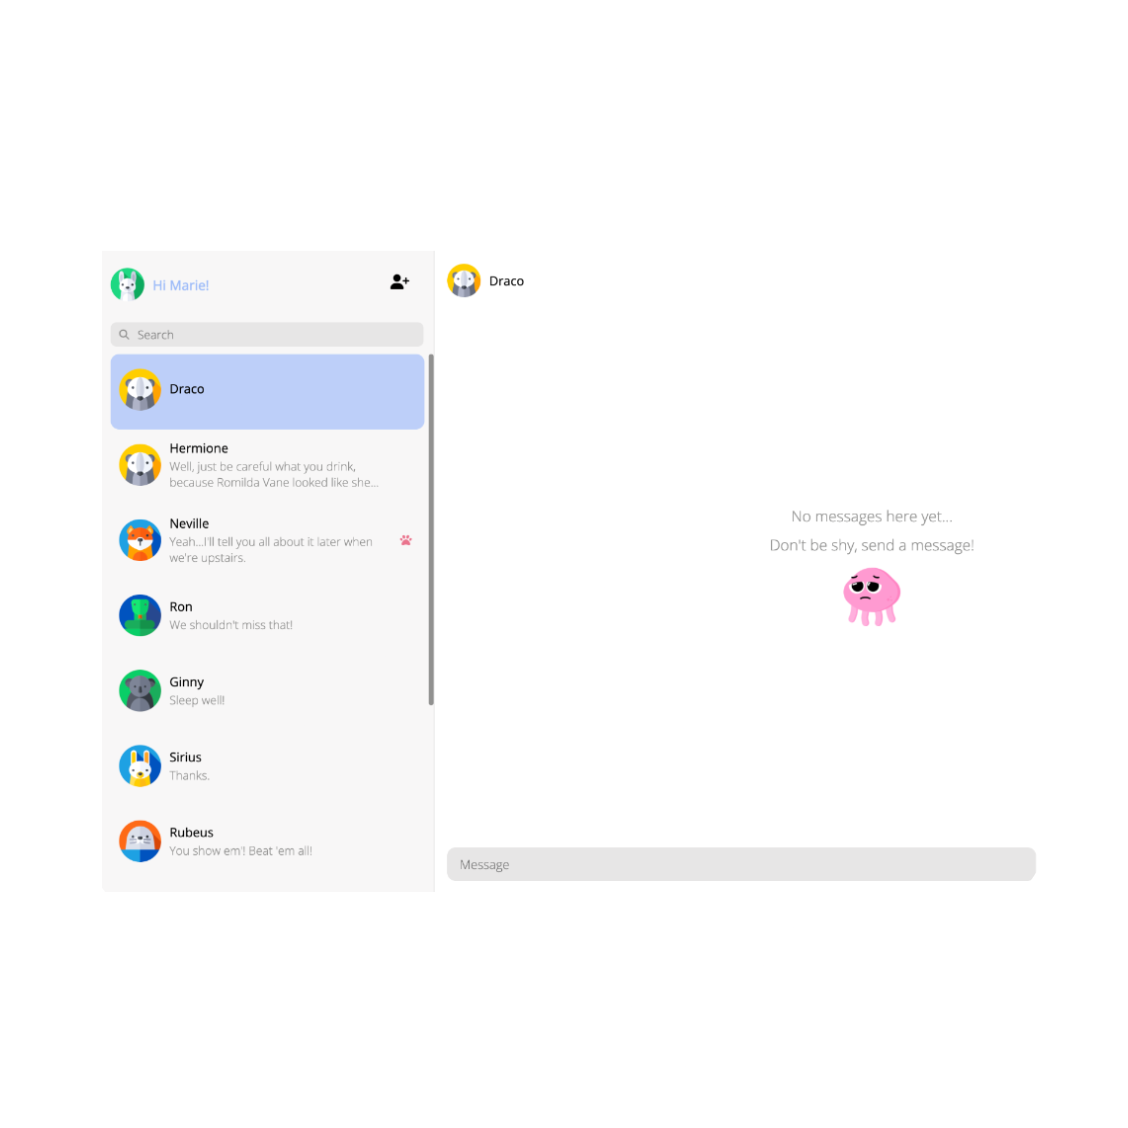 Hi Marie!
Search
Draco
Hermione
Well, just be careful what you drink,
because Romilda Vane looked like she...
Neville
Yeah...I'll tell you all about it later when
we're upstairs.
Ron
We shouldn't miss that!
Ginny
Sleep well!
Sirius
Thanks.
Rubeus
You show em'! Beat 'em all!
Draco
No messages here yet...
Don't be shy, send a message!
Message